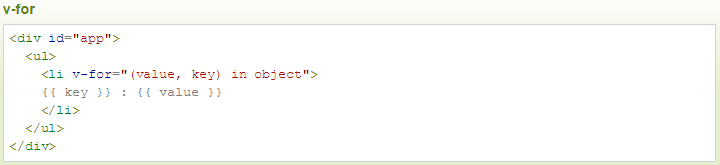 v-for
<div id="app">
  <ul>
    <li v-for="(value, key) in object">
    {{ key }} : {{ value }}
    </li>
  </ul>
</div>